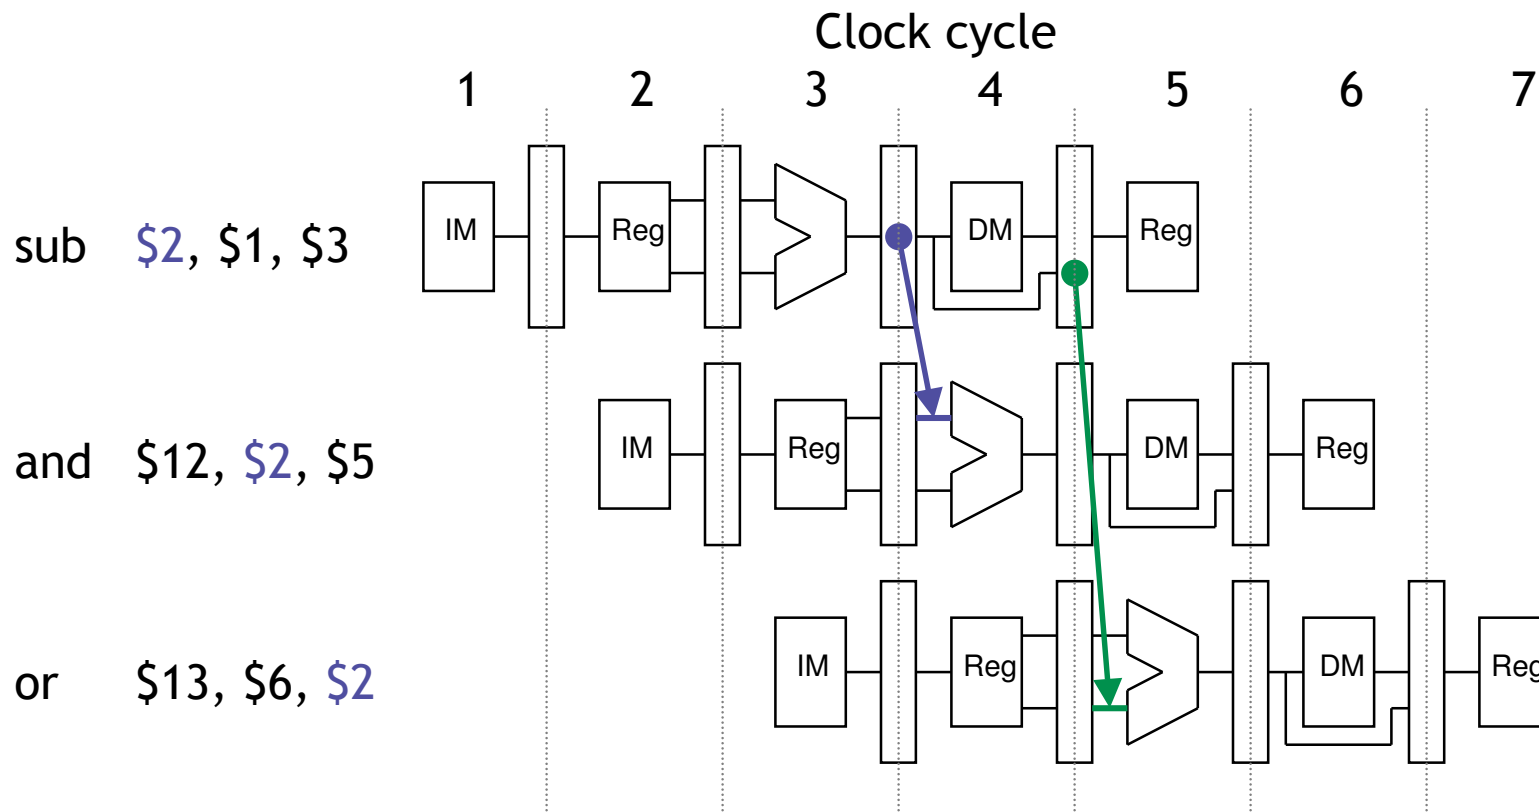 Clock cycle
1 2 3 4 5 6 7
sub $2, $1, $3 IM Reg DM Reg
and $12, $2, $5 IM Reg DM Reg
or $13, $6, $2 IM Reg DM Reg